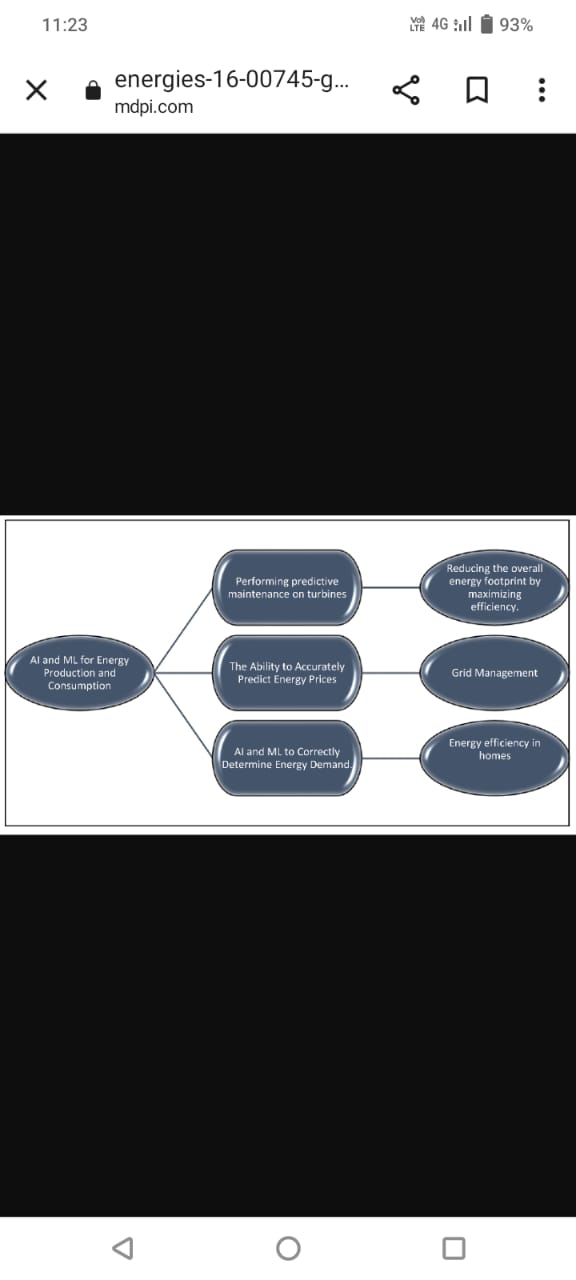 11:23
Vo) LTE 4G 93%
energies-16-00745-g...
mdpi.com
AI and ML for Energy
Production and
Consumption
Performing predictive
maintenance on turbines
Reducing the overall
energy footprint by
maximizing
efficiency.
The Ability to Accurately
Predict Energy Prices
Grid Management
AI and ML to Correctly
Determine Energy Demand.
Energy efficiency in
homes